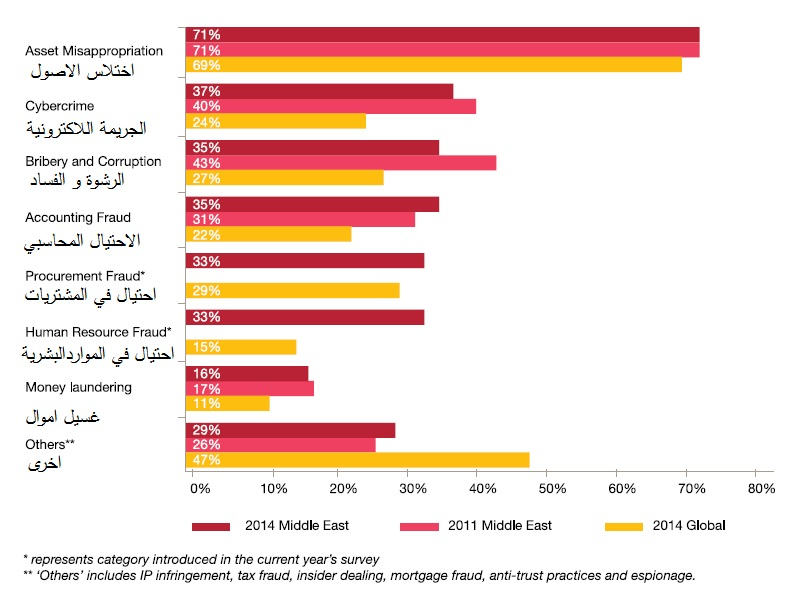 71%
71%
69%
Asset Misappropriation
اختلاس الاصول
37%
40%
24%
Cybercrime
الجريمة اللاكترونية
35%
43%
27%
Bribery and Corruption
الرشوة و الفساد
35%
31%
22%
Accounting Fraud
الاحتيال المحاسبي
33%
29%
Procurement Fraud*
احتيال في المشتريات
33%
15%
Human Resource Fraud*
احتيال في المواردالبشرية
16%
17%
11%
Money laundering
غسيل اموال
29%
26%
47%
Others**
اخرى
0% 10% 20% 30% 40% 50% 60% 70% 80%
2014 Middle East 2011 Middle East 2014 Global
* represents category introduced in the current year's survey
** 'Others' includes IP infringement, tax fraud, insider dealing, mortgage fraud, anti-trust practices and espionage.